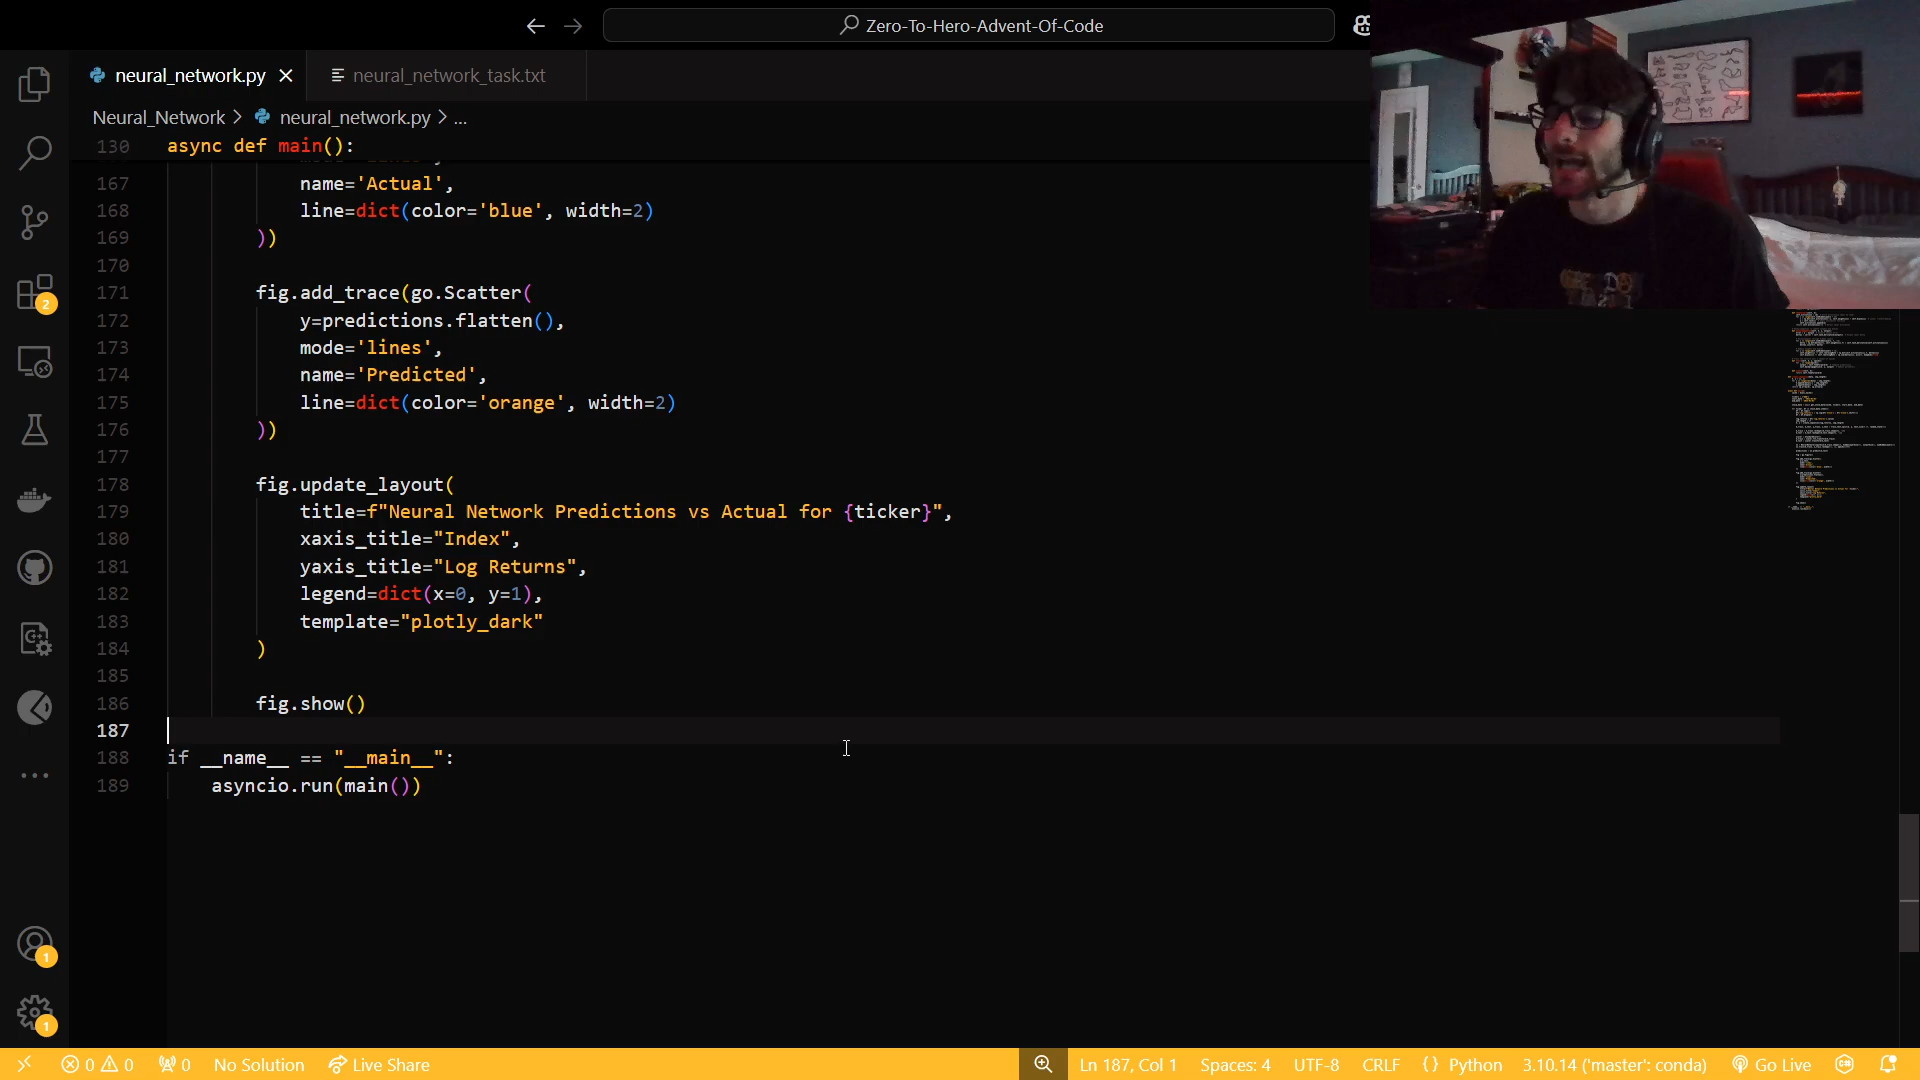 Zero-To-Hero-Advent-Of-Code
neural_network.py
neural_network_task.txt
Neural_Network > neural_network.py > ...
130 async def main():
167 name='Actual',
168 line=dict(color='blue', width=2)
169 ))
170
171 fig.add_trace(go.Scatter(
172 y=predictions.flatten(),
173 mode='lines',
174 name='Predicted',
175 line=dict(color='orange', width=2)
176 ))
177
178 fig.update_layout(
179 title=f"Neural Network Predictions vs Actual for {ticker}",
180 xaxis_title="Index",
181 yaxis_title="Log Returns",
182 legend=dict(x=0, y=1),
183 template="plotly_dark"
184 )
185
186 fig.show()
187
188 if __name__ == "__main__":
189 asyncio.run(main())
2
1
1
0 0 0 No Solution Live Share Ln 187, Col 1 Spaces: 4 UTF-8 CRLF {} Python 3.10.14 ('master': conda) Go Live